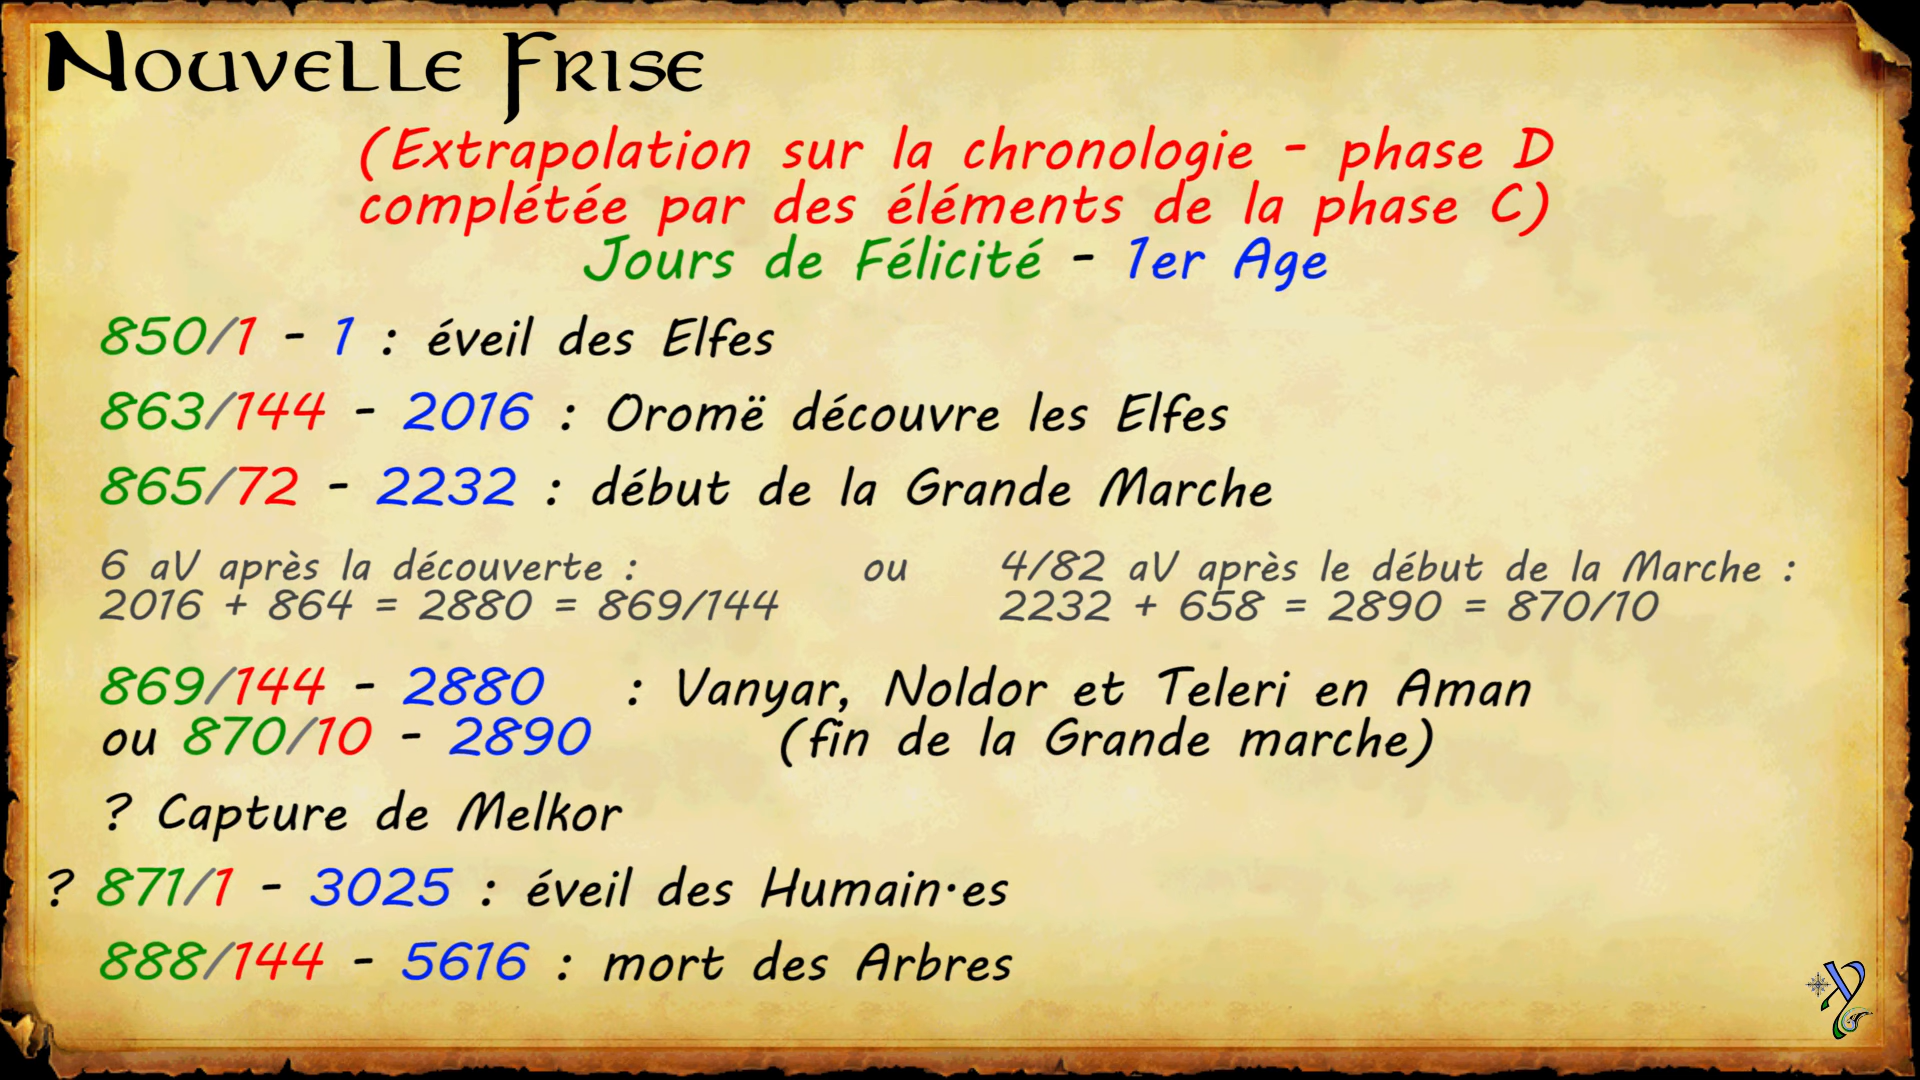 Nouvelle Frise
(Extrapolation sur la chronologie - phase D
complétée par des éléments de la phase C)
Jours de Félicité - 1er Age
850/1 - 1 : éveil des Elfes
863/144 - 2016 : Oromë découvre les Elfes
865/72 - 2232 : début de la Grande Marche
6 aV après la découverte :
2016 + 864 = 2880 = 869/144
ou
4/82 aV après le début de la Marche :
2232 + 658 = 2890 = 870/10
869/144 - 2880 : Vanyar, Noldor et Teleri en Aman
ou 870/10 - 2890 (fin de la Grande marche)
? Capture de Melkor
? 871/1 - 3025 : éveil des Humain·es
888/144 - 5616 : mort des Arbres